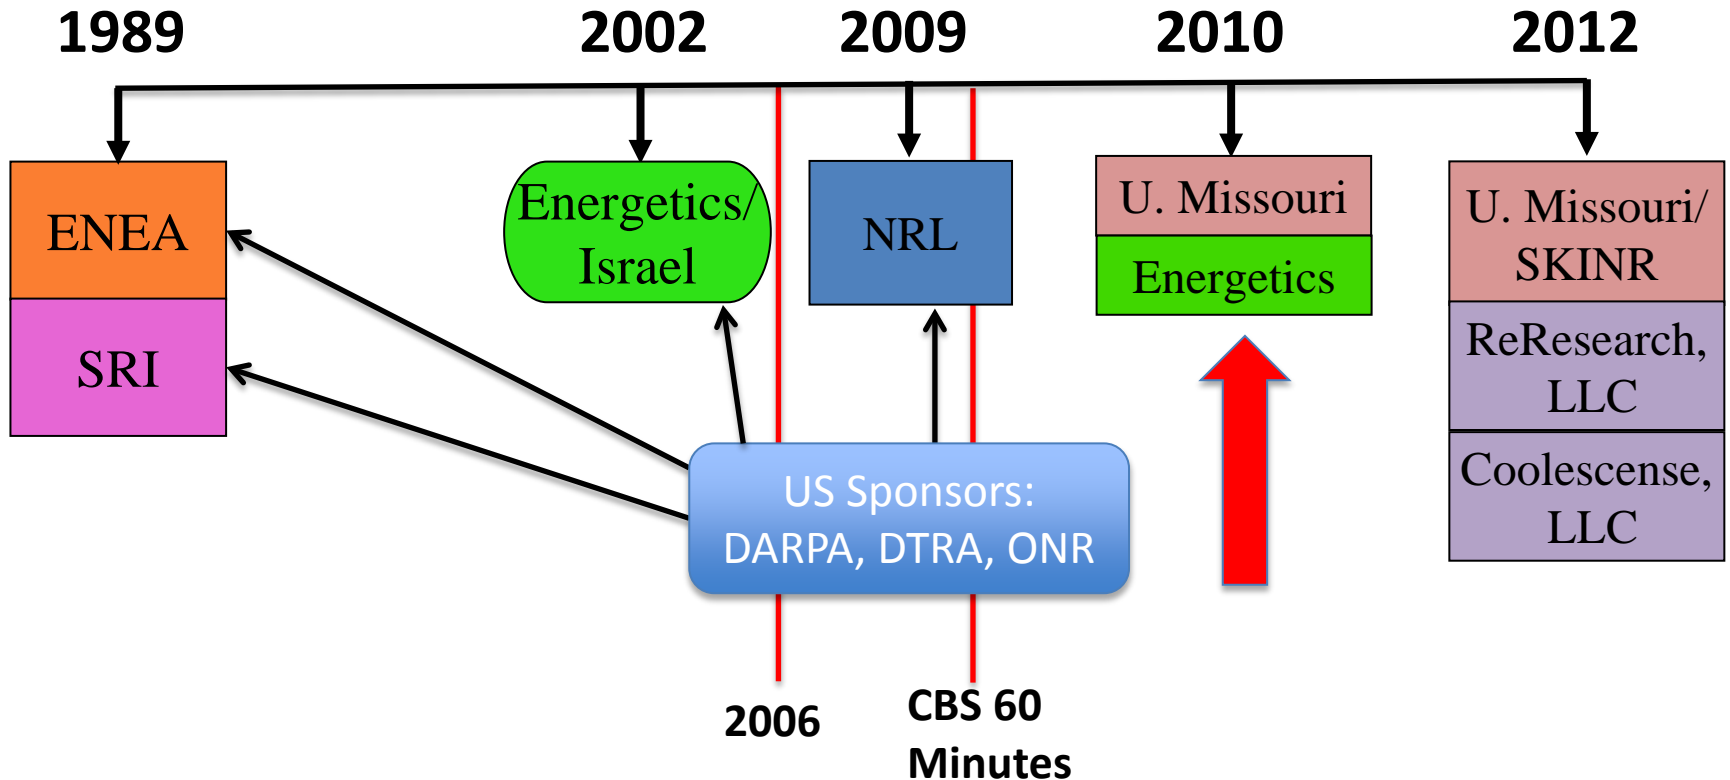 1989
2002
2009
2010
2012
ENEA
SRI
Energetics/
Israel
NRL
U. Missouri
Energetics
U. Missouri/
SKINR
ReResearch,
LLC
Coolescense,
LLC
US Sponsors:
DARPA, DTRA, ONR
2006
CBS 60
Minutes